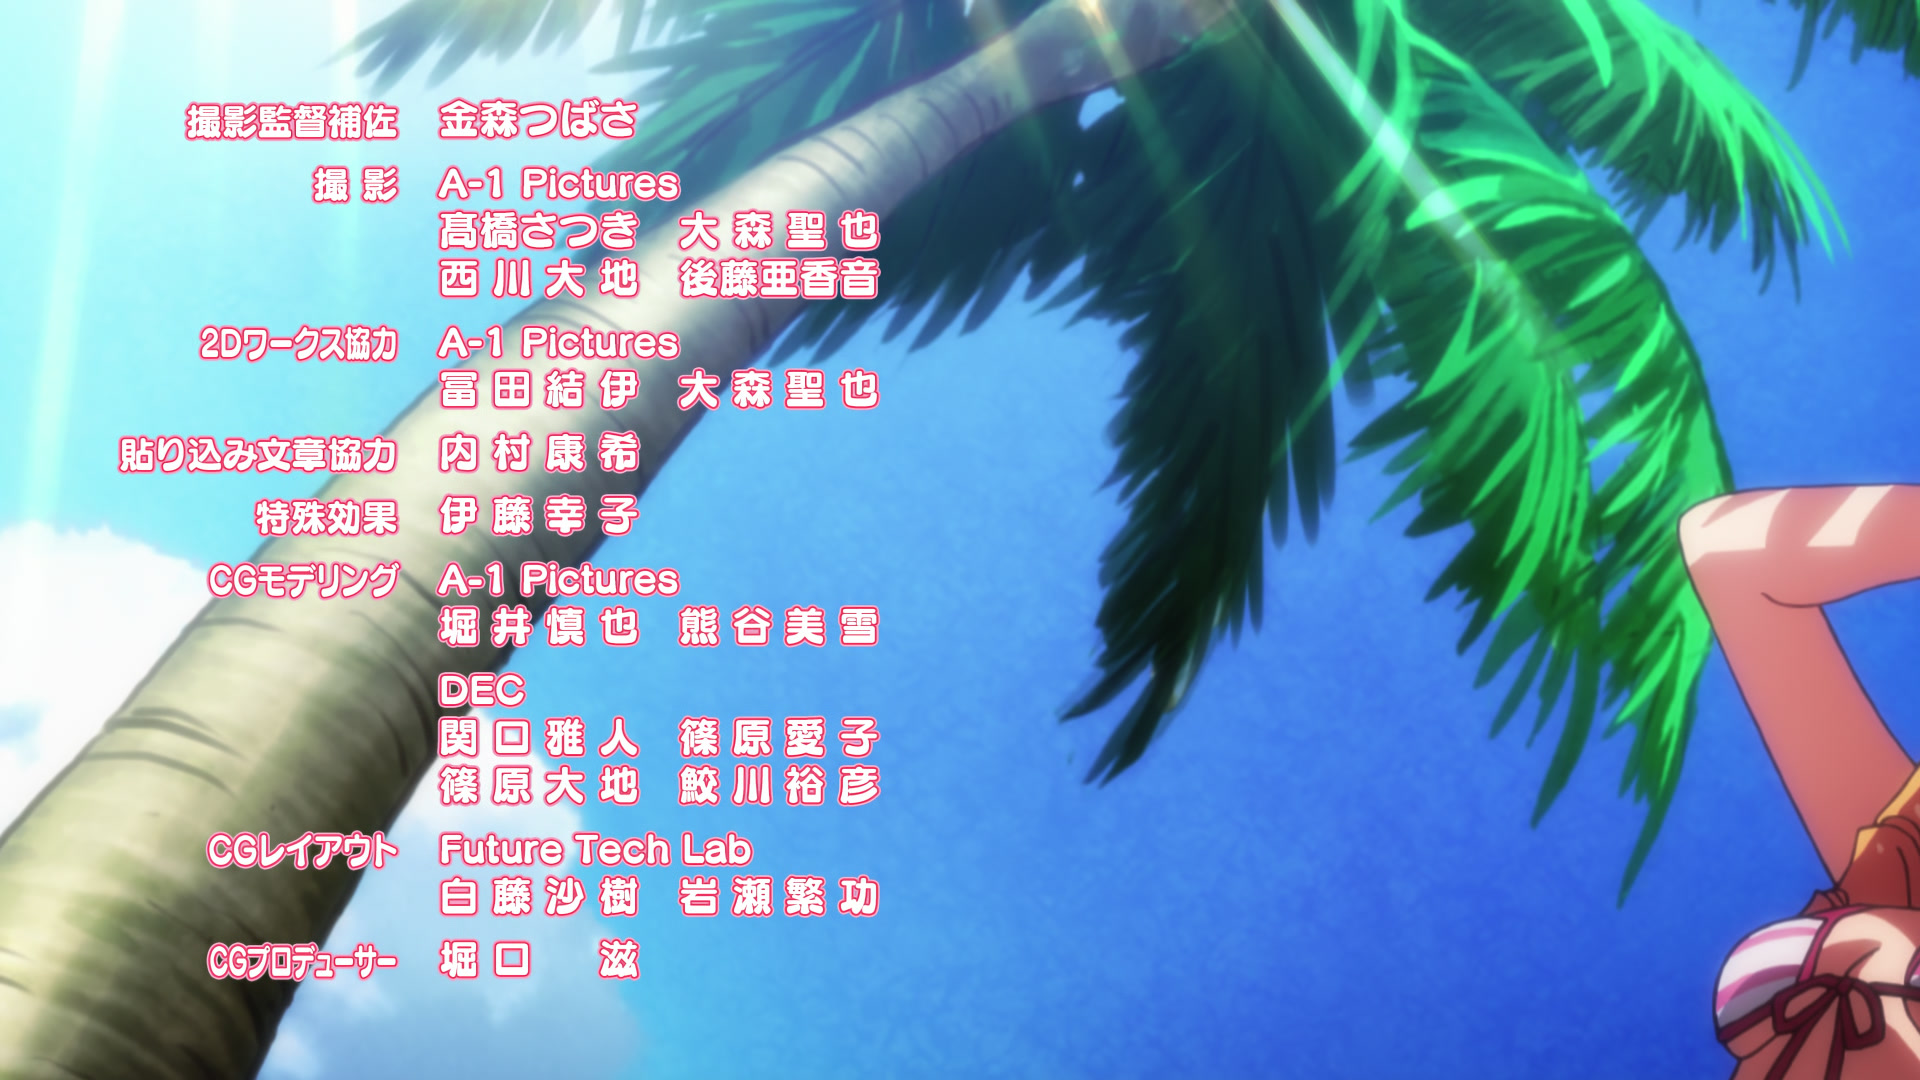 撮影監督補佐 金森つばさ
撮影 A-1 Pictures
髙橋さつき 大森聖也
西川大地 後藤亜香音
2Dワークス協力 A-1 Pictures
冨田結伊 大森聖也
貼り込み文章協力 内村康希
特殊効果 伊藤幸子
CGモデリング A-1 Pictures
堀井慎也 熊谷美雪
DEC
関口雅人 篠原愛子
篠原大地 鮫川裕彦
CGレイアウト Future Tech Lab
白藤沙樹 岩瀬繁功
CGプロデューサー 堀口 滋